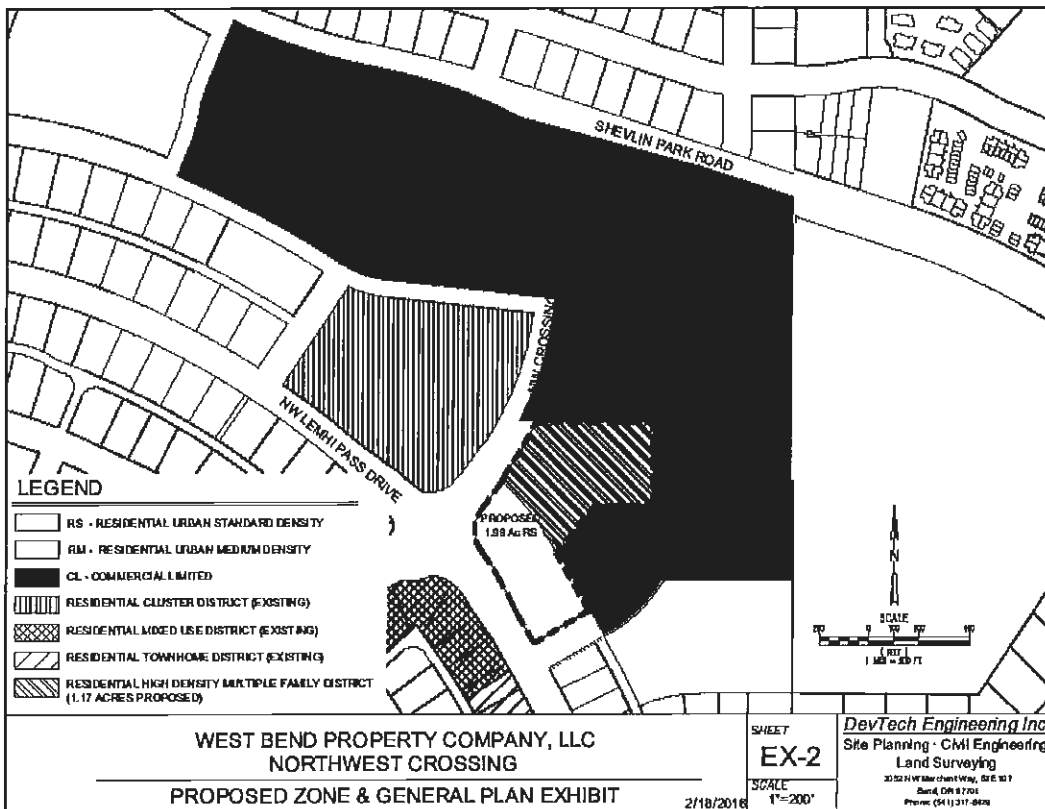 SHEVLIN PARK ROAD
NW CROSSING
NW LEMHI PASS DRIVE
PROPOSED
1.98 Ac RS
LEGEND
RS - RESIDENTIAL URBAN STANDARD DENSITY
RM - RESIDENTIAL URBAN MEDIUM DENSITY
CL - COMMERCIAL LIMITED
RESIDENTIAL CLUSTER DISTRICT (EXISTING)
RESIDENTIAL MIXED USE DISTRICT (EXISTING)
RESIDENTIAL TOWNHOME DISTRICT (EXISTING)
RESIDENTIAL HIGH DENSITY MULTIPLE FAMILY DISTRICT
(1.17 ACRES PROPOSED)
N
SCALE
WEST BEND PROPERTY COMPANY, LLC
NORTHWEST CROSSING
PROPOSED ZONE & GENERAL PLAN EXHIBIT
2/18/2016
SHEET
EX-2
SCALE
1"=200'
DevTech Engineering Inc
Site Planning - Civil Engineering
Land Surveying